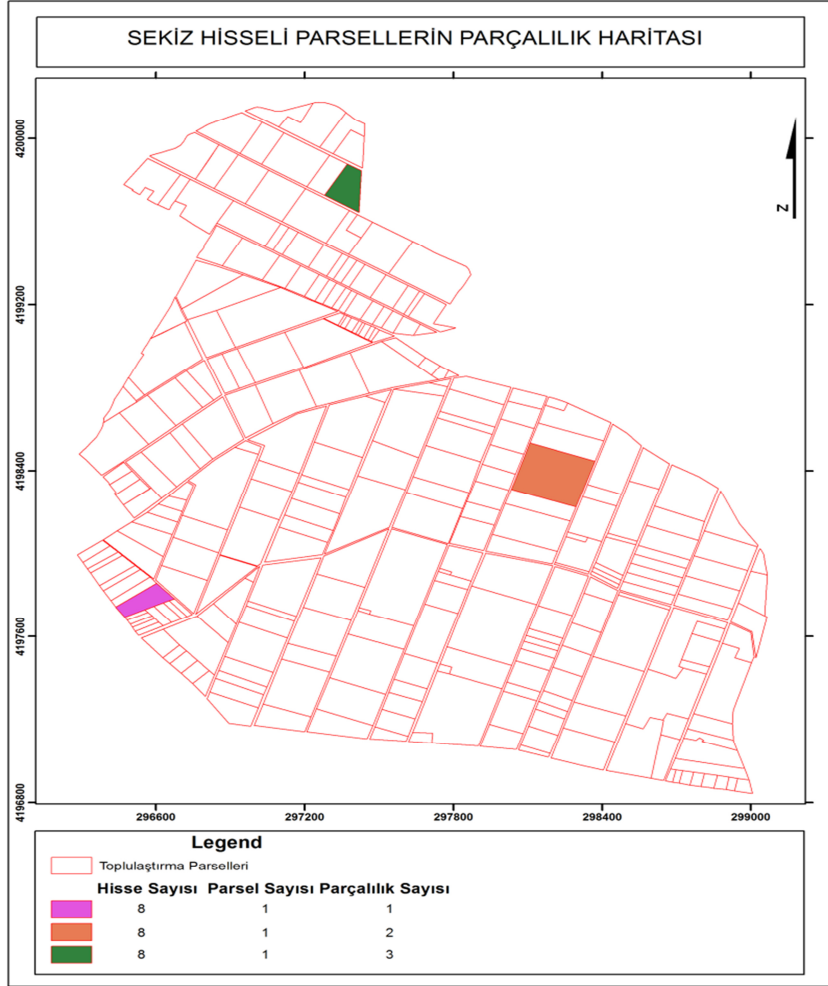 SEKİZ HİSSELİ PARSELLERİN PARÇALILIK HARİTASI
4200000
4199200
4198400
4197600
4196800
Z
296600 297200 297800 298400 299000
Legend
Toplulaştırma Parselleri
Hisse Sayısı Parsel Sayısı Parçalılık Sayısı
8 1 1
8 1 2
8 1 3